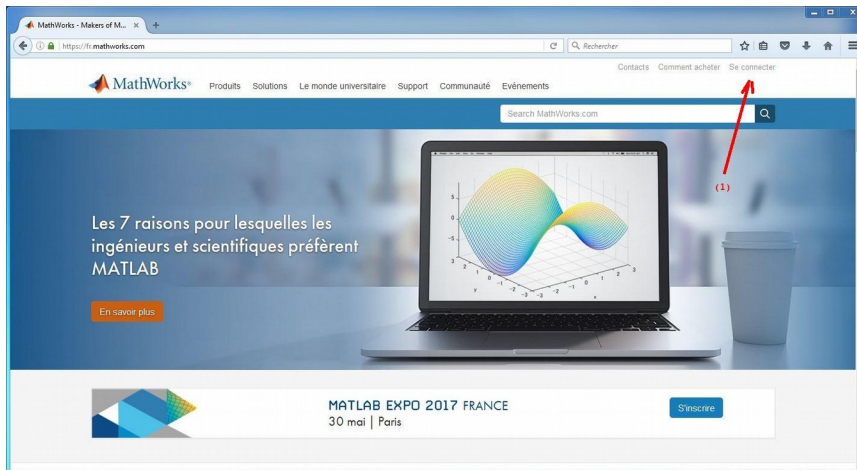 MathWorks - Makers of M...
https://fr.mathworks.com
Rechercher
Contacts Comment acheter Se connecter
MathWorks®
Produits Solutions Le monde universitaire Support Communauté Evénements
Search MathWorks.com
(1)
Les 7 raisons pour lesquelles les
ingénieurs et scientifiques préfèrent
MATLAB
En savoir plus
MATLAB EXPO 2017 FRANCE
30 mai | Paris
S'inscrire